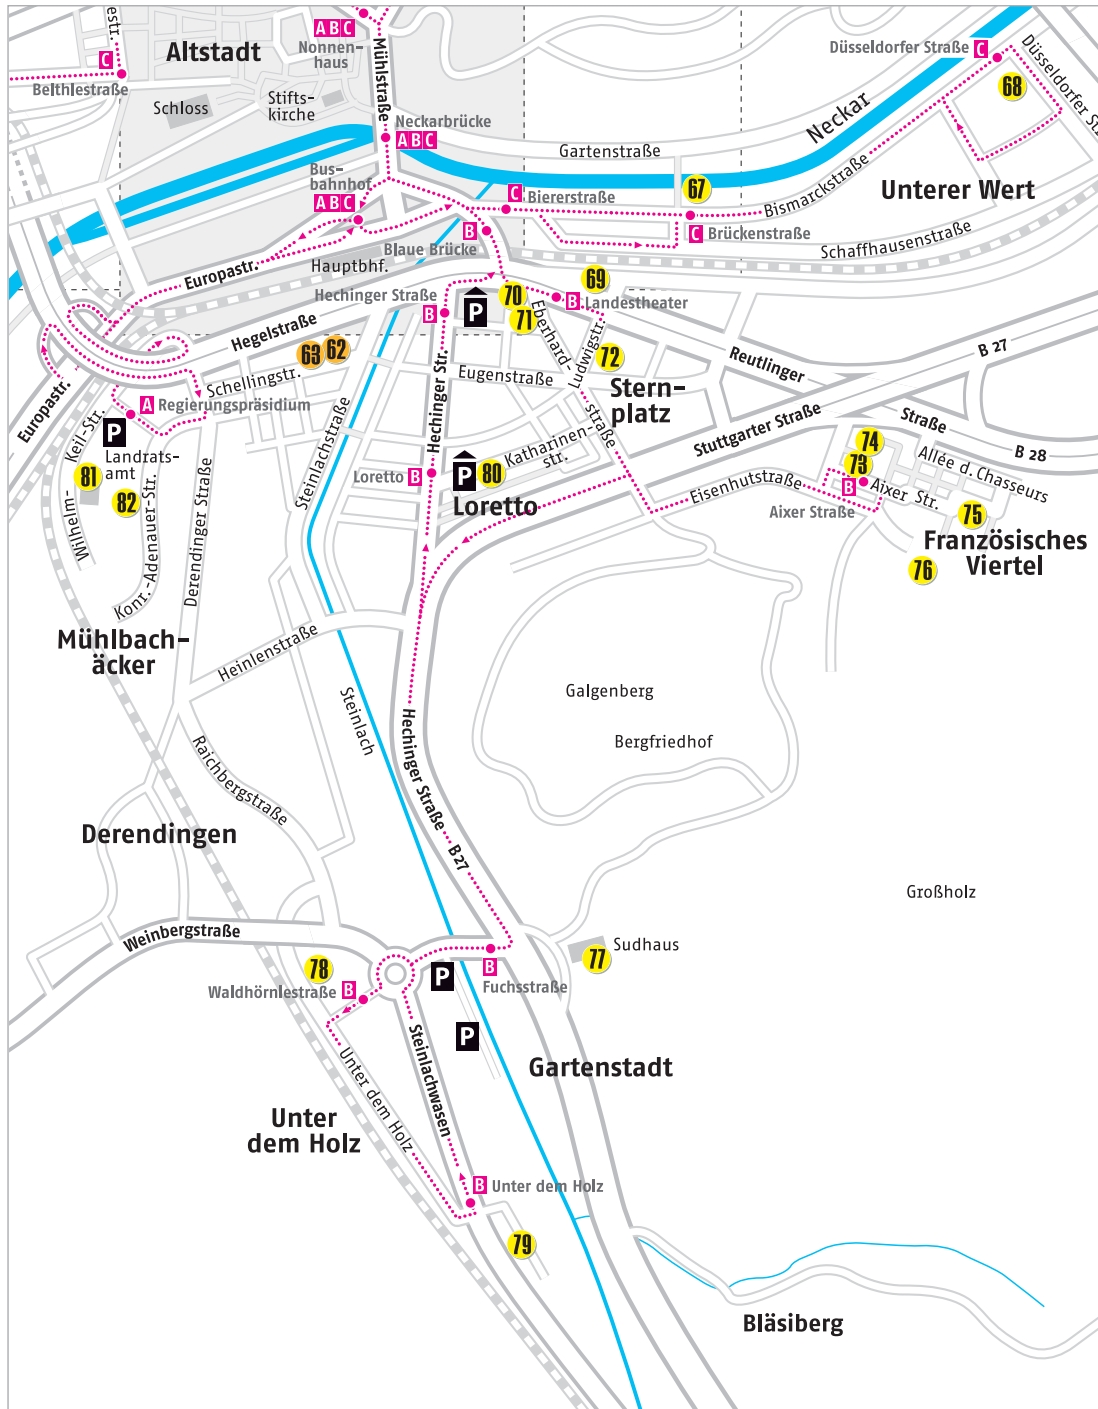 estr.
A B C
Nonnen-
haus
Altstadt
C
Belthlestraße
Mühlstraße
Schloss
Stifts-
kirche
Neckarbrücke
A B C
Düsseldorfer Straße C
Düsseldorfer Str
68
Neckar
Gartenstraße
Bus-
bahnhof
A B C
67
C Biererstraße
Bismarckstraße
Unterer Wert
B
Blaue Brücke
C
Brückenstraße
Schaffhausenstraße
Europastr.
Hauptbhf.
Hechinger Straße
B
P
69
70
71
B Landestheater
Hegelstraße
63
62
Eberhard-
straße
Ludwigstr.
72
Reutlinger
Straße
B 27
Schellingstr.
Eugenstraße
Stern-
platz
Europastr.
A Regierungspräsidium
Hechinger Str.
Stuttgarter Straße
B 28
Keil-Str.
Wilhelm-
P
Landrats-
amt
81
82
Konr.-Adenauer-Str.
Derendinger Straße
Steinlachstraße
Loretto B
P
80
Loretto
Katharinen-
str.
74
73
B
Allée d. Chasseurs
Aixer Str.
Eisenhutstraße
Aixer Straße
75
Französisches
Viertel
76
Mühlbach-
äcker
Heinlenstraße
Steinlach
Galgenberg
Bergfriedhof
Hechinger Straße
B27
Raichbergstraße
Derendingen
Großholz
Weinbergstraße
78
Waldhörnlestraße B
P
B
Fuchsstraße
77
Sudhaus
P
Gartenstadt
Steinlachwasen
Unter dem Holz
Unter
dem Holz
B Unter dem Holz
79
Bläsiberg